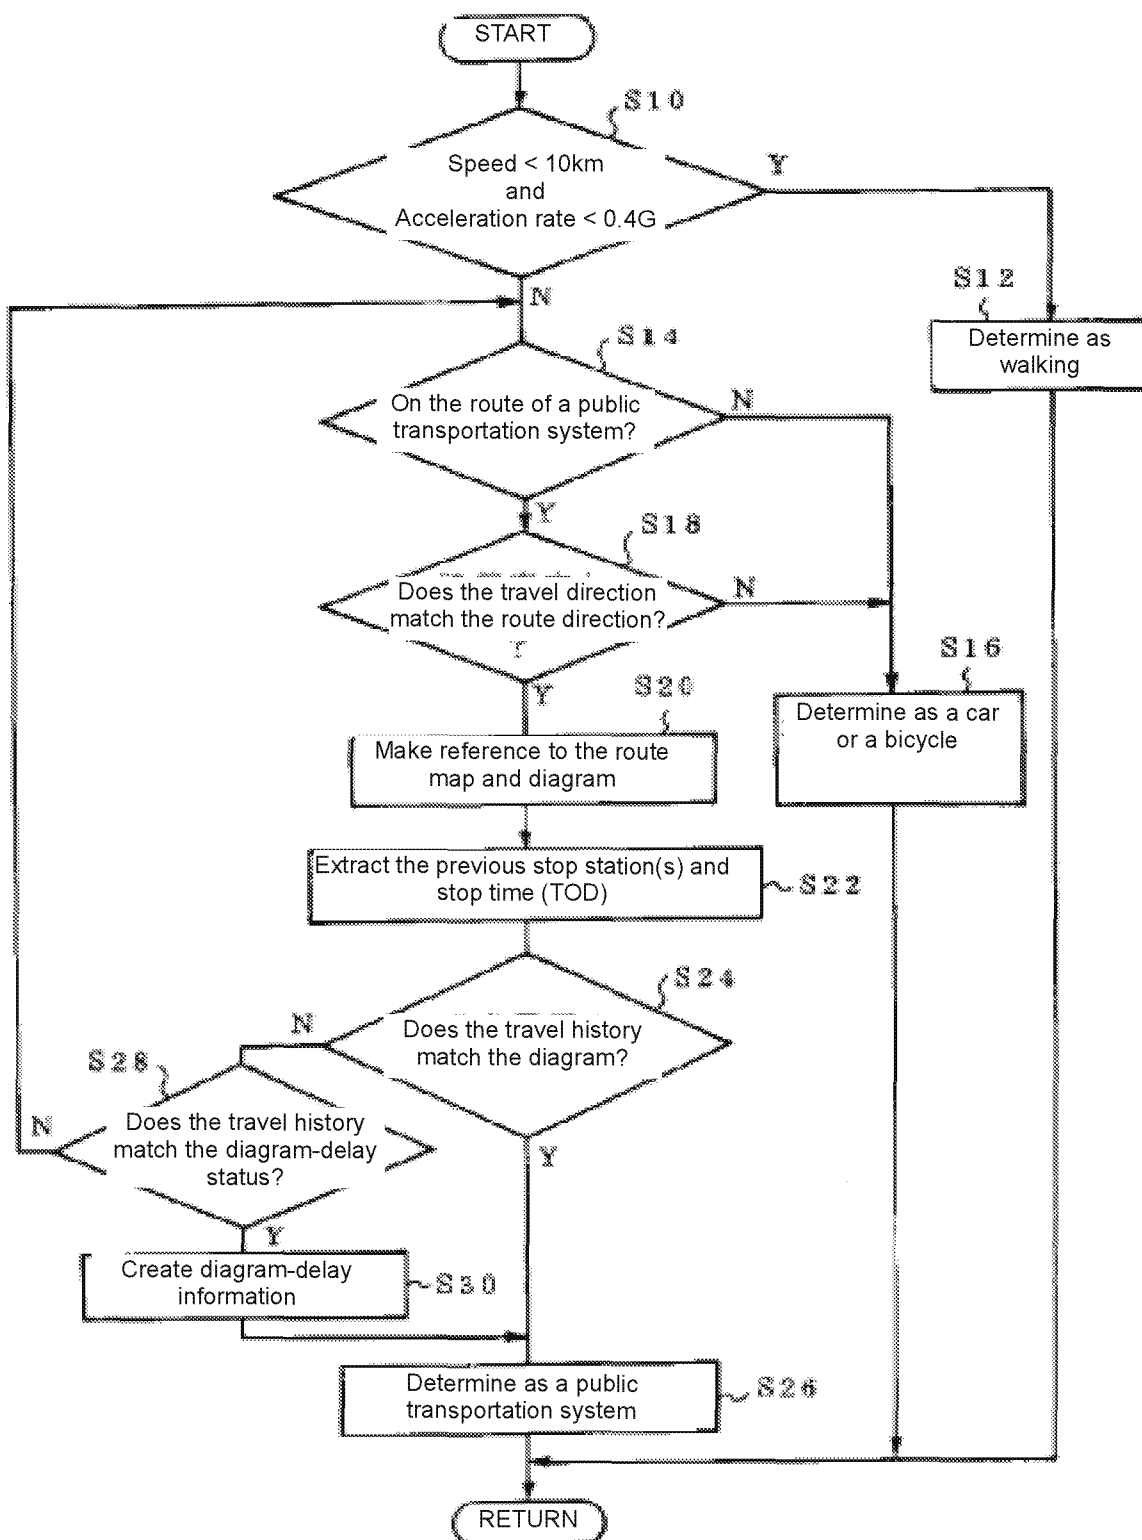 START
S10
Speed < 10km
and
Acceleration rate < 0.4G
Y
N
S12
Determine as
walking
S14
On the route of a public
transportation system?
N
Y
S18
Does the travel direction
match the route direction?
N
Y
S16
Determine as a car
or a bicycle
S20
Make reference to the route
map and diagram
Extract the previous stop station(s) and
stop time (TOD)
S22
S24
Does the travel history
match the diagram?
N
Y
S28
Does the travel history
match the diagram-delay
status?
N
Y
Create diagram-delay
information
S30
Determine as a public
transportation system
S26
RETURN